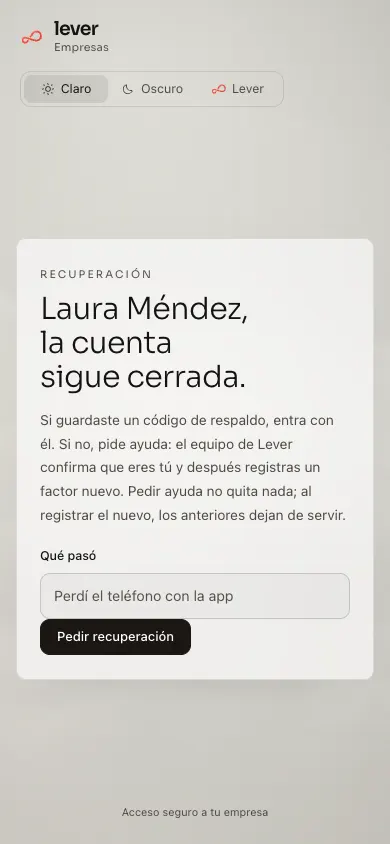 lever
Empresas
Claro
Oscuro
Lever
RECUPERACIÓN
Laura Méndez,
la cuenta
sigue cerrada.
Si guardaste un código de respaldo, entra con
él. Si no, pide ayuda: el equipo de Lever
confirma que eres tú y después registras un
factor nuevo. Pedir ayuda no quita nada; al
registrar el nuevo, los anteriores dejan de servir.
Qué pasó
Perdí el teléfono con la app
Pedir recuperación
Acceso seguro a tu empresa